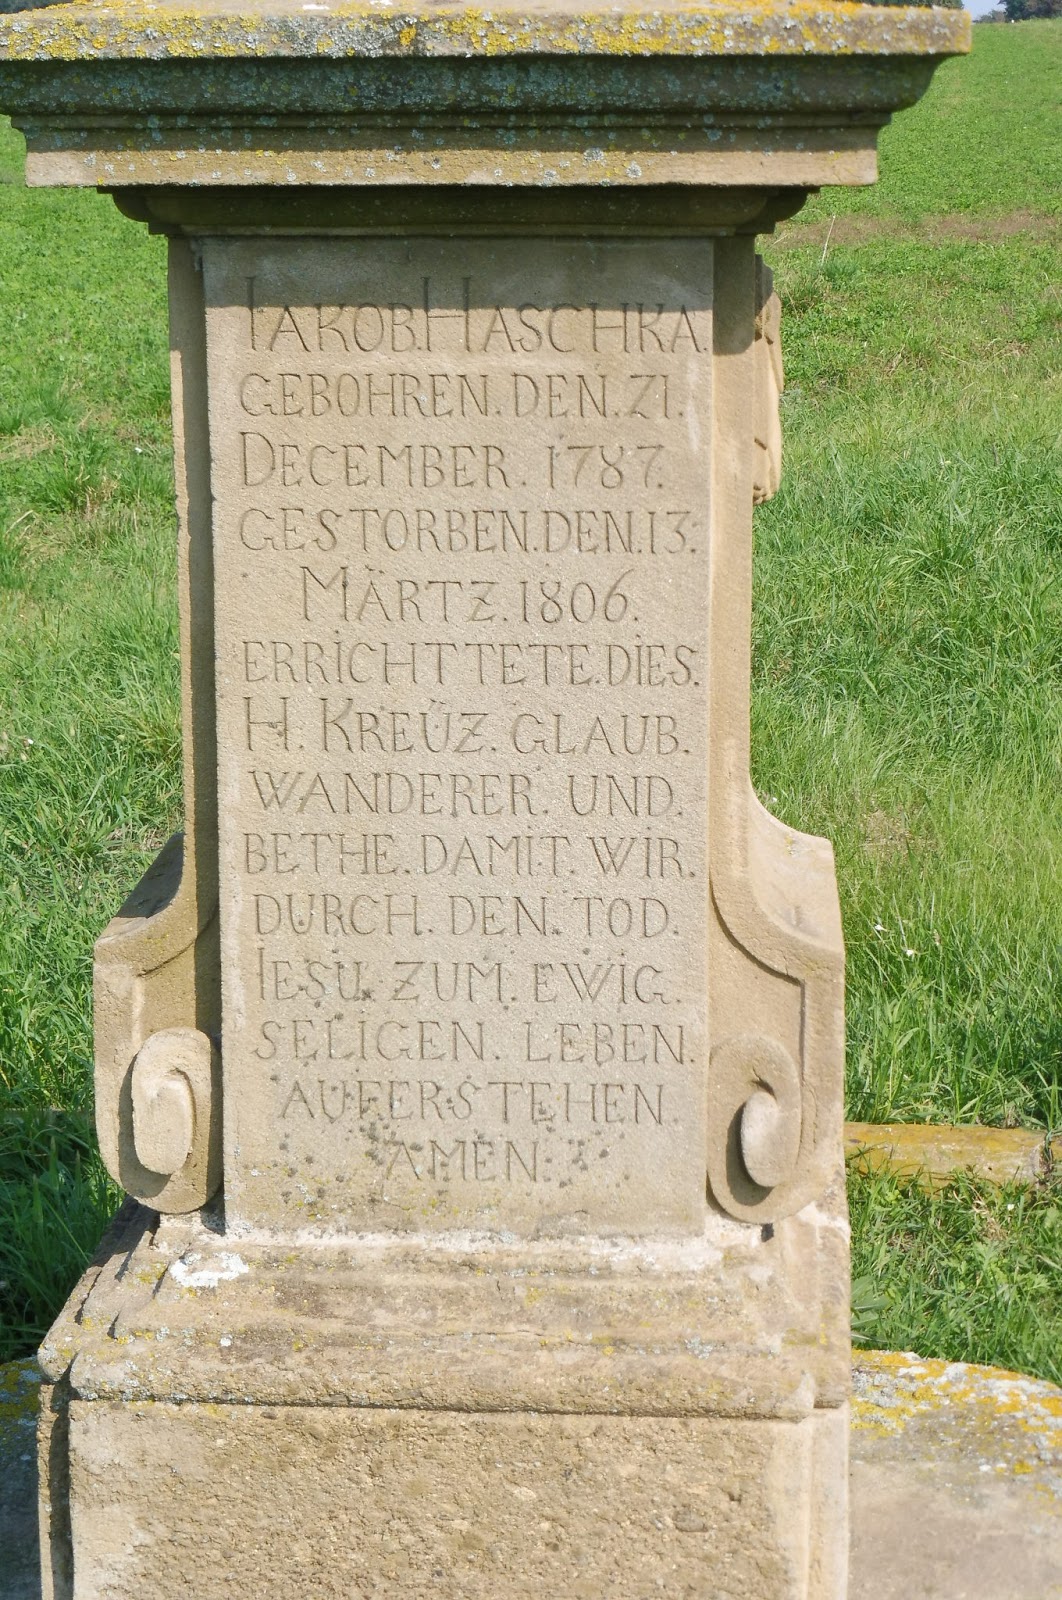 IAKOB.HASCHKA.
GEBOHREN.DEN.21.
DECEMBER.1787.
GESTORBEN.DEN.13.
MÄRTZ.1806.
ERRICHTTETE.DIES.
H.KREÜZ.GLAUB.
WANDERER.UND.
BETHE.DAMIT.WIR.
DURCH.DEN.TOD.
IESU.ZUM.EWIG.
SELIGEN.LEBEN.
AUFERSTEHEN.
AMEN.